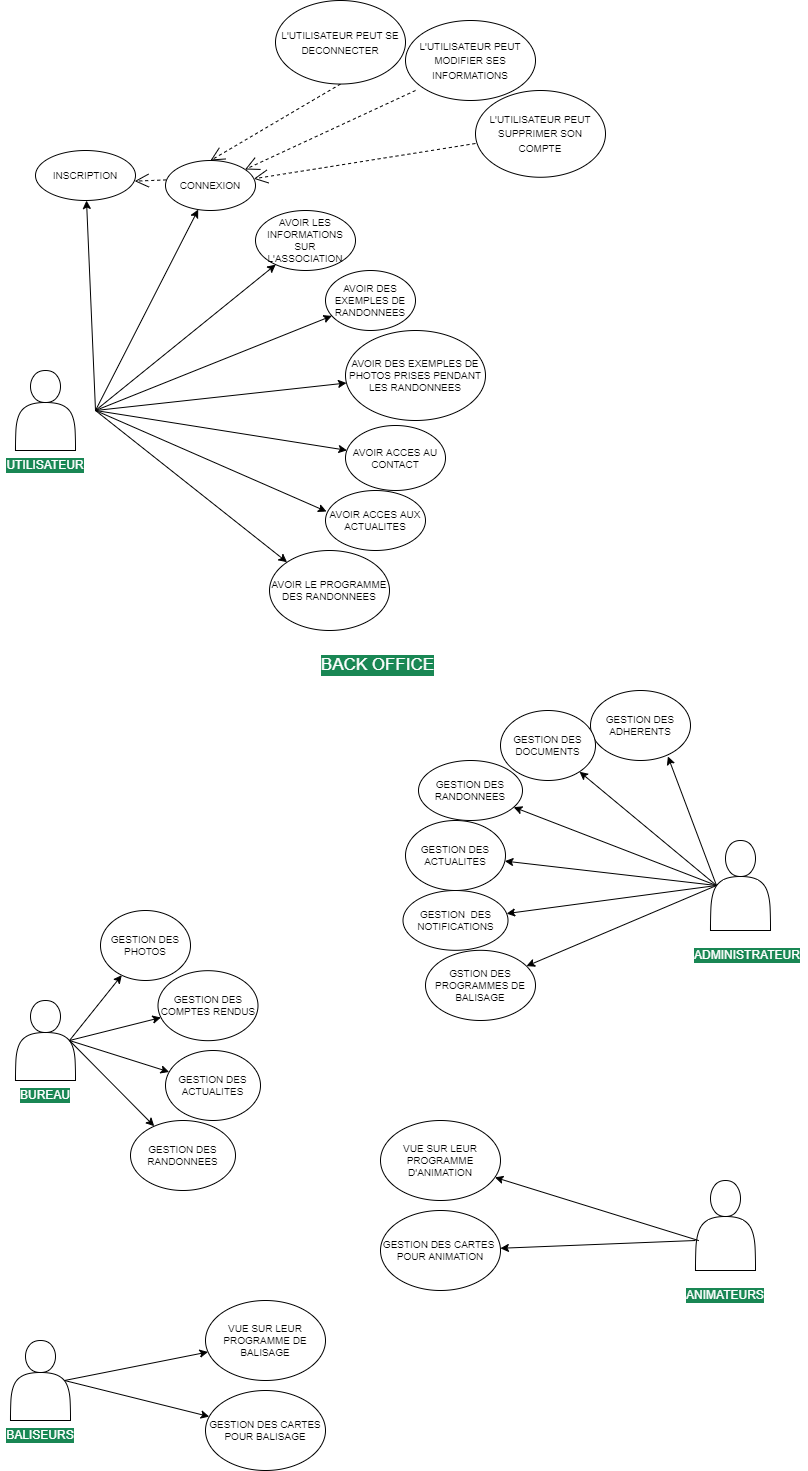 L'UTILISATEUR PEUT SE
DECONNECTER
L'UTILISATEUR PEUT
MODIFIER SES
INFORMATIONS
L'UTILISATEUR PEUT
SUPPRIMER SON
COMPTE
INSCRIPTION
CONNEXION
AVOIR LES
INFORMATIONS
SUR
L'ASSOCIATION
AVOIR DES
EXEMPLES DE
RANDONNEES
AVOIR DES EXEMPLES DE
PHOTOS PRISES PENDANT
LES RANDONNEES
UTILISATEUR
AVOIR ACCES AU
CONTACT
AVOIR ACCES AUX
ACTUALITES
AVOIR LE PROGRAMME
DES RANDONNEES
BACK OFFICE
GESTION DES
ADHERENTS
GESTION DES
DOCUMENTS
GESTION DES
RANDONNEES
GESTION DES
ACTUALITES
GESTION  DES
NOTIFICATIONS
GSTION DES
PROGRAMMES DE
BALISAGE
ADMINISTRATEUR
GESTION DES
PHOTOS
GESTION DES
COMPTES RENDUS
GESTION DES
ACTUALITES
GESTION DES
RANDONNEES
BUREAU
VUE SUR LEUR
PROGRAMME
D'ANIMATION
GESTION DES CARTES
POUR ANIMATION
ANIMATEURS
VUE SUR LEUR
PROGRAMME DE
BALISAGE
GESTION DES CARTES
POUR BALISAGE
BALISEURS